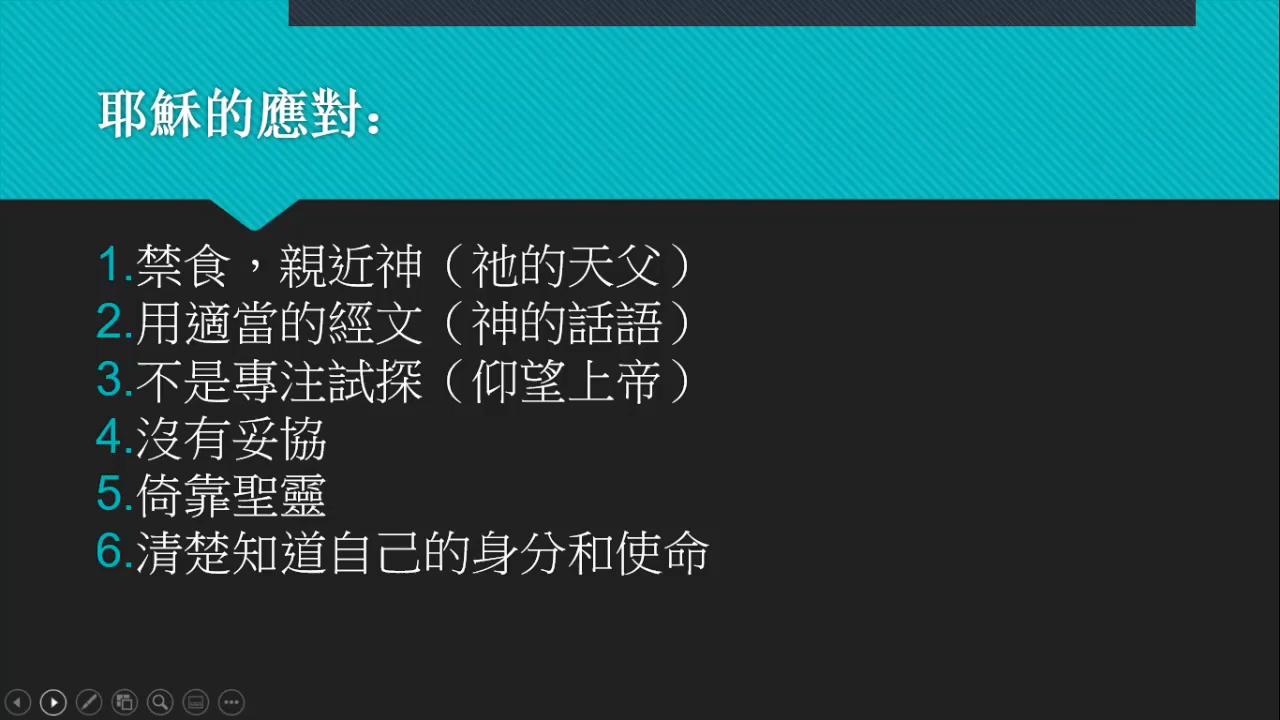 耶穌的應對：
1.禁食，親近神（祂的天父）
2.用適當的經文（神的話語）
3.不是專注試探（仰望上帝）
4.沒有妥協
5.倚靠聖靈
6.清楚知道自己的身分和使命